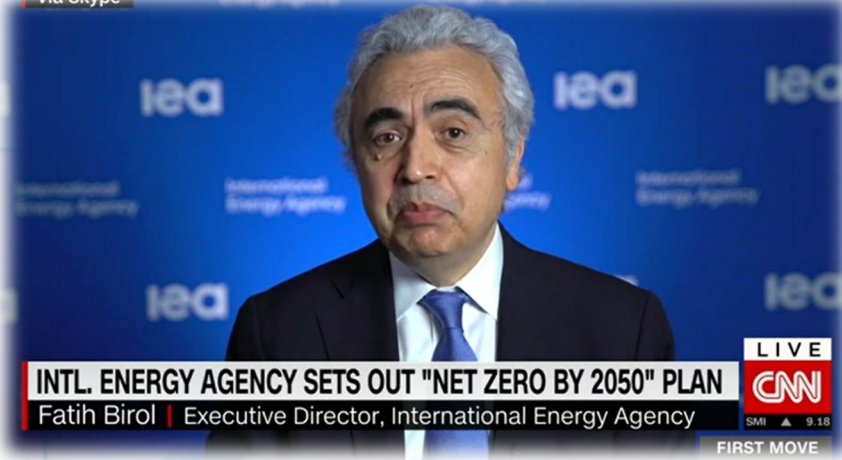 Via Skype
Energy Agency
iea
iea
iea
International
Energy Agency
International
Energy Agency
International
Energy Agency
iea
iea
LIVE
INTL. ENERGY AGENCY SETS OUT "NET ZERO BY 2050" PLAN
CNN
Fatih Birol | Executive Director, International Energy Agency
SMI ▲ 9.18
FIRST MOVE